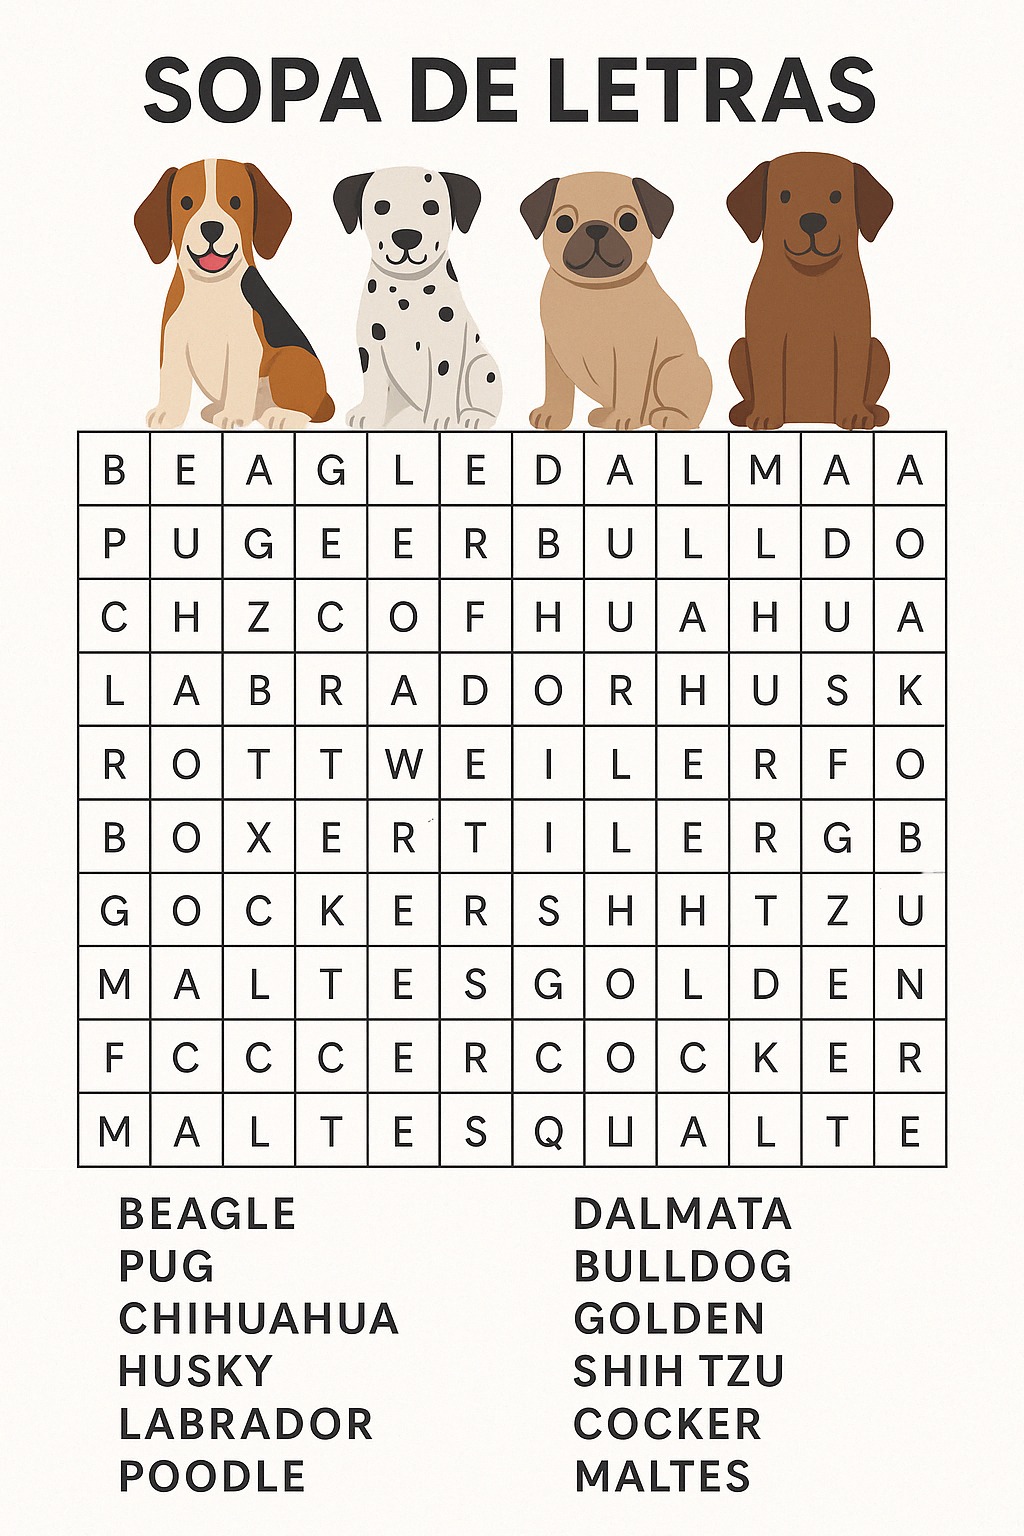 SOPA DE LETRAS
B E A G L E D A L M A A
P U G E E R B U L L D O
C H Z C O F H U A H U A
L A B R A D O R H U S K
R O T T W E I L E R F O
B O X E R T I L E R G B
G O C K E R S H H T Z U
M A L T E S G O L D E N
F C C C E R C O C K E R
M A L T E S Q U A L T E
BEAGLE DALMATA
PUG BULLDOG
CHIHUAHUA GOLDEN
HUSKY SHIH TZU
LABRADOR COCKER
POODLE MALTES